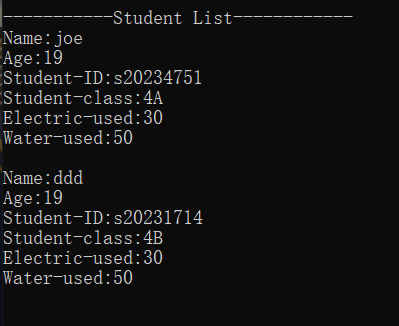 -----------Student List------------
Name:joe
Age:19
Student-ID:s20234751
Student-class:4A
Electric-used:30
Water-used:50
Name:ddd
Age:19
Student-ID:s20231714
Student-class:4B
Electric-used:30
Water-used:50